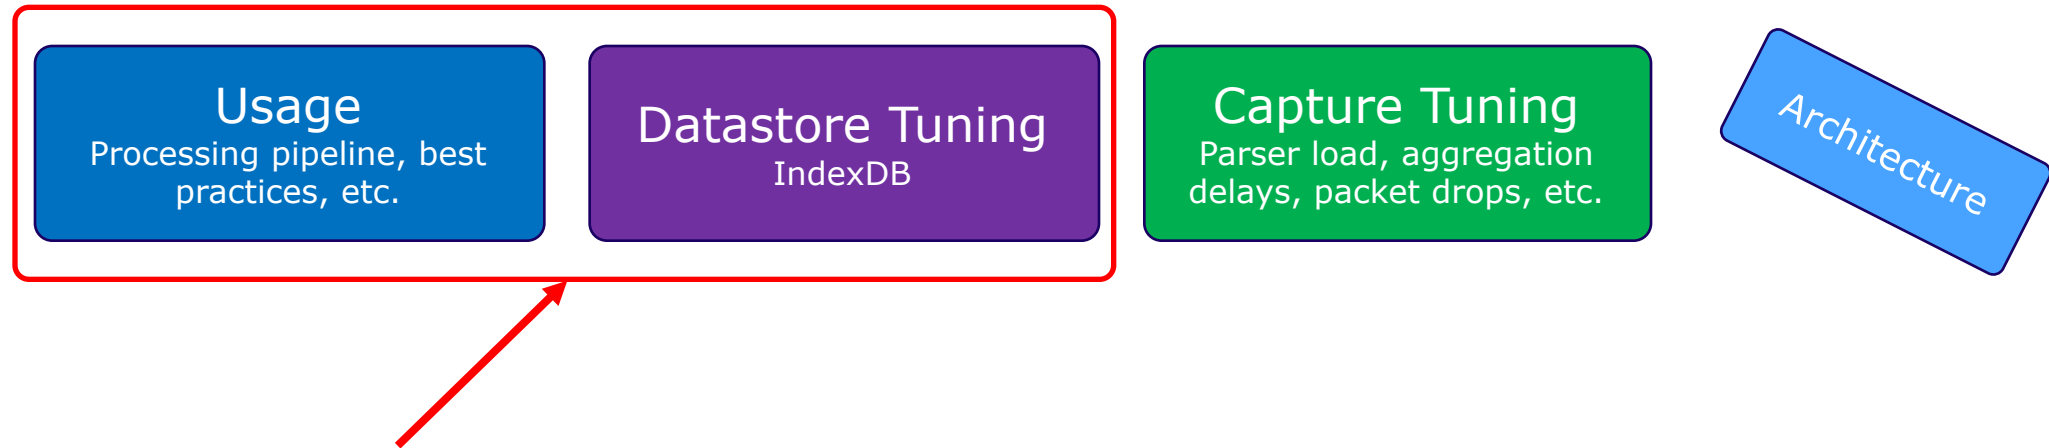 Usage
Processing pipeline, best
practices, etc.
Datastore Tuning
IndexDB
Capture Tuning
Parser load, aggregation
delays, packet drops, etc.
Architecture